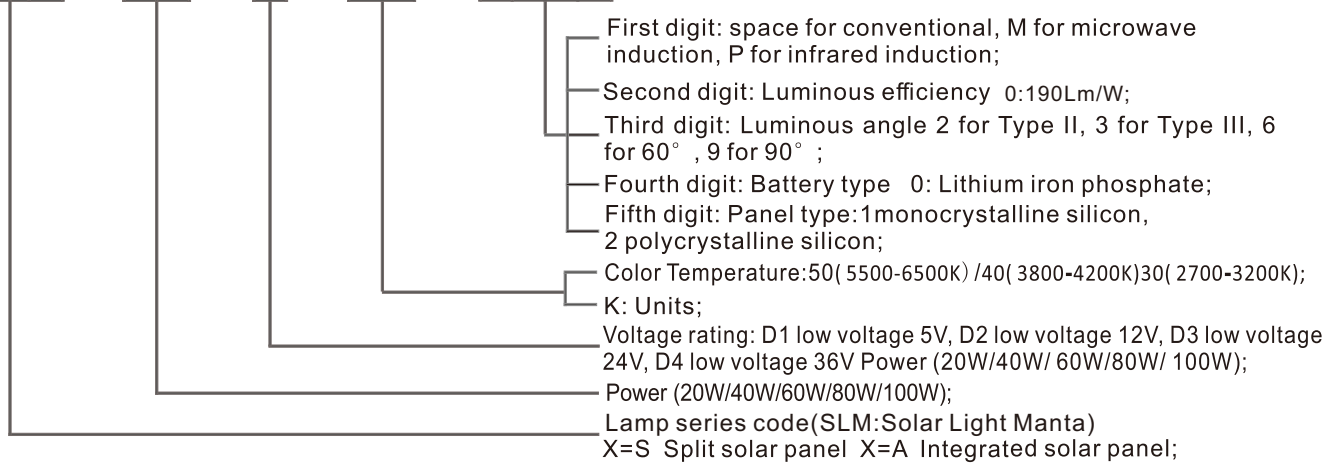 First digit: space for conventional, M for microwave
induction, P for infrared induction;
Second digit: Luminous efficiency 0:190Lm/W;
Third digit: Luminous angle 2 for Type II, 3 for Type III, 6
for 60° , 9 for 90° ;
Fourth digit: Battery type 0: Lithium iron phosphate;
Fifth digit: Panel type:1monocrystalline silicon,
2 polycrystalline silicon;
Color Temperature:50( 5500-6500K) /40( 3800-4200K)30( 2700-3200K);
K: Units;
Voltage rating: D1 low voltage 5V, D2 low voltage 12V, D3 low voltage
24V, D4 low voltage 36V Power (20W/40W/ 60W/80W/ 100W);
Power (20W/40W/60W/80W/100W);
Lamp series code(SLM:Solar Light Manta)
X=S Split solar panel X=A Integrated solar panel;